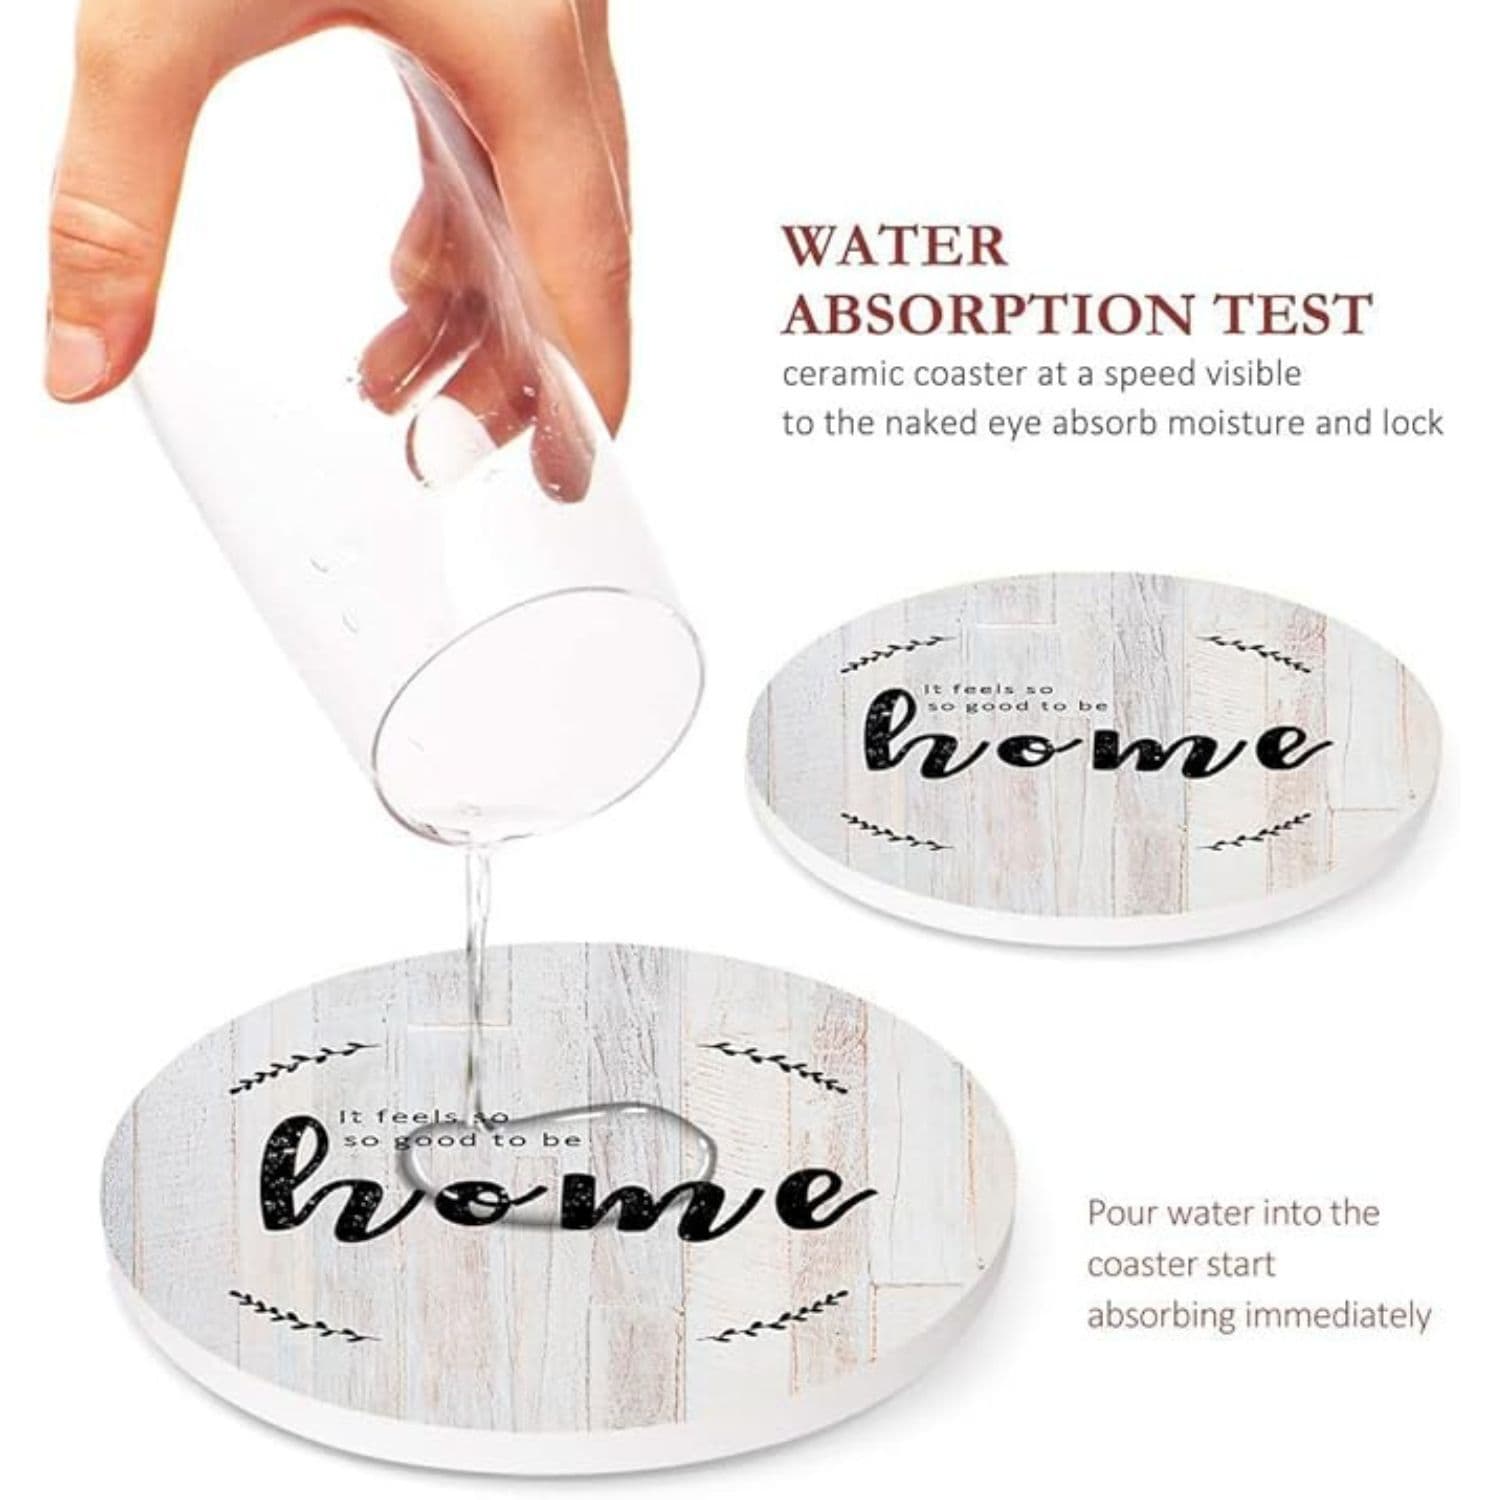 WATER
ABSORPTION TEST
ceramic coaster at a speed visible
to the naked eye absorb moisture and lock
It feels so
so good to be
home
It feels so
so good to be
home
Pour water into the
coaster start
absorbing immediately